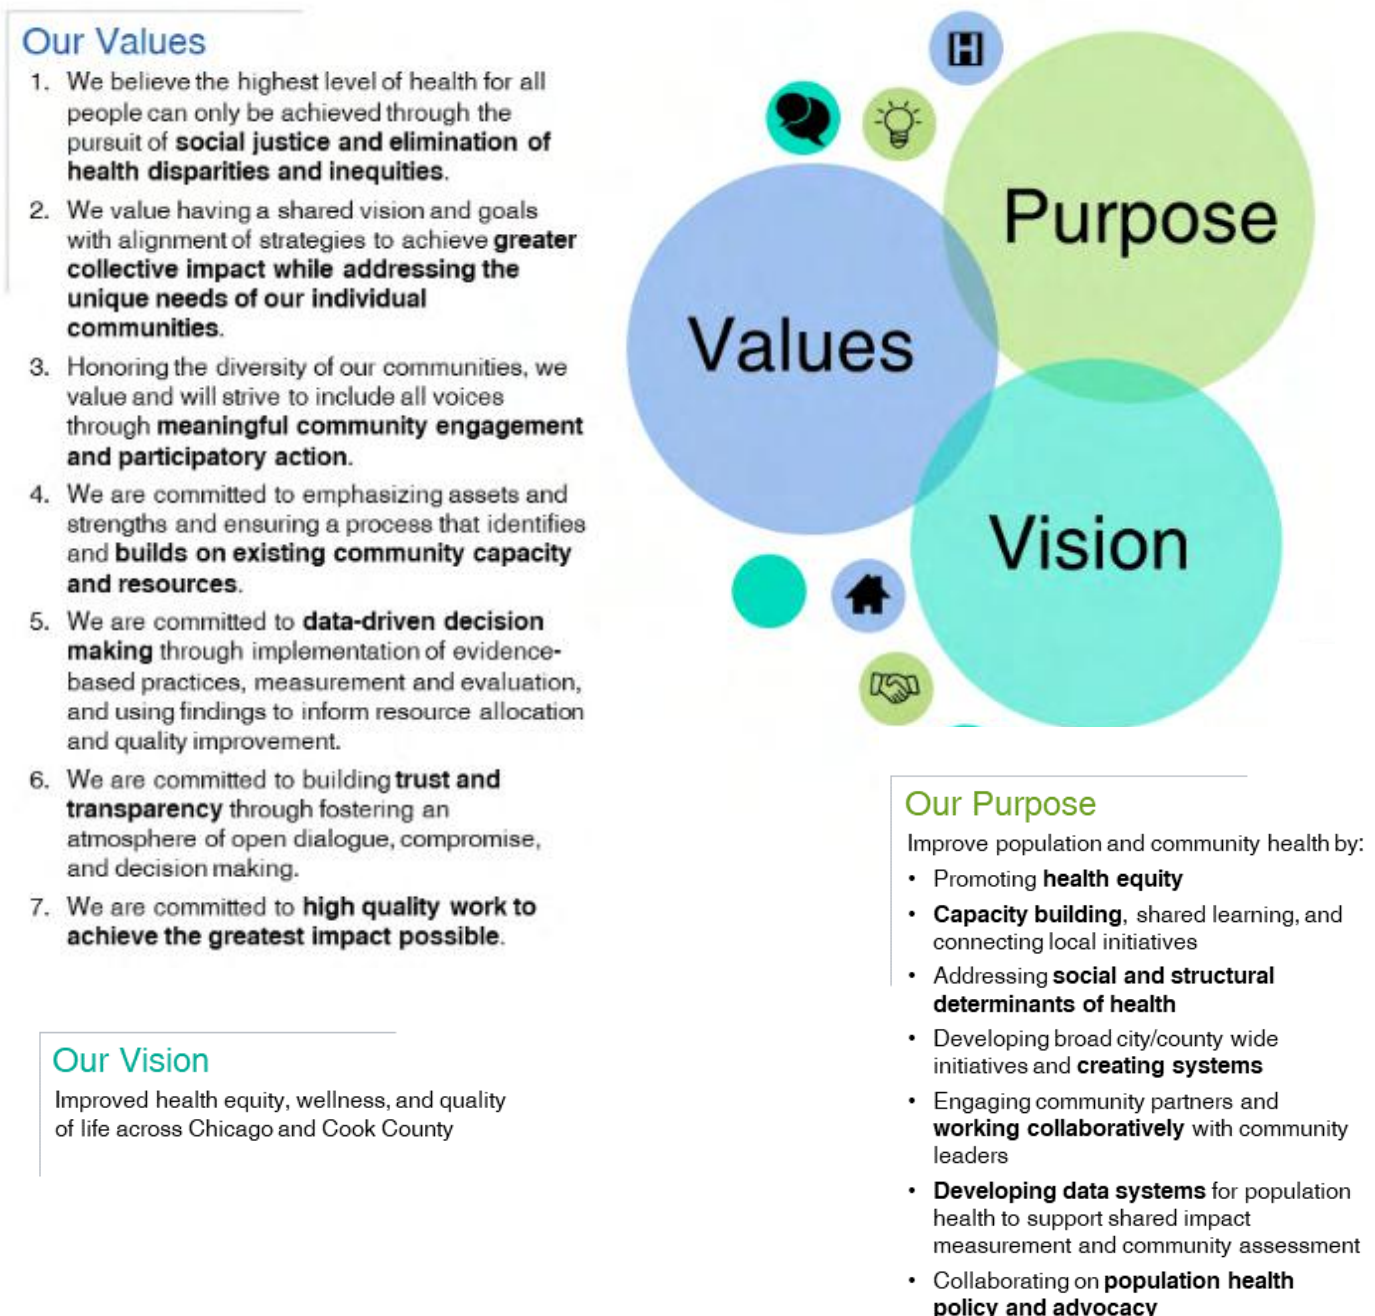 Our Values
1. We believe the highest level of health for all
people can only be achieved through the
pursuit of social justice and elimination of
health disparities and inequities.
2. We value having a shared vision and goals
with alignment of strategies to achieve greater
collective impact while addressing the
unique needs of our individual
communities.
3. Honoring the diversity of our communities, we
value and will strive to include all voices
through meaningful community engagement
and participatory action.
4. We are committed to emphasizing assets and
strengths and ensuring a process that identifies
and builds on existing community capacity
and resources.
5. We are committed to data-driven decision
making through implementation of evidence-
based practices, measurement and evaluation,
and using findings to inform resource allocation
and quality improvement.
6. We are committed to building trust and
transparency through fostering an
atmosphere of open dialogue, compromise,
and decision making.
7. We are committed to high quality work to
achieve the greatest impact possible.
H
Purpose
Values
Vision
Our Vision
Improved health equity, wellness, and quality
of life across Chicago and Cook County
Our Purpose
Improve population and community health by:
• Promoting health equity
• Capacity building, shared learning, and
connecting local initiatives
• Addressing social and structural
determinants of health
• Developing broad city/county wide
initiatives and creating systems
• Engaging community partners and
working collaboratively with community
leaders
• Developing data systems for population
health to support shared impact
measurement and community assessment
• Collaborating on population health
policy and advocacy